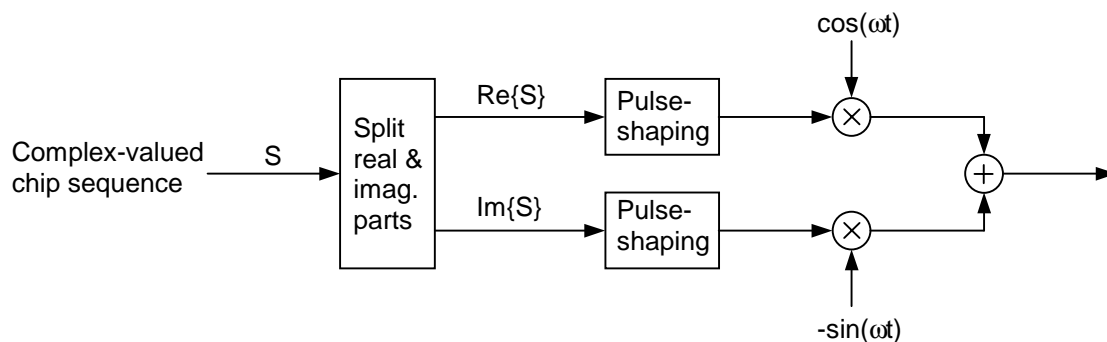 cos(ωt)
Complex-valued
chip sequence
S
Split
real &
imag.
parts
Re{S}
Pulse-
shaping
Im{S}
Pulse-
shaping
-sin(ωt)